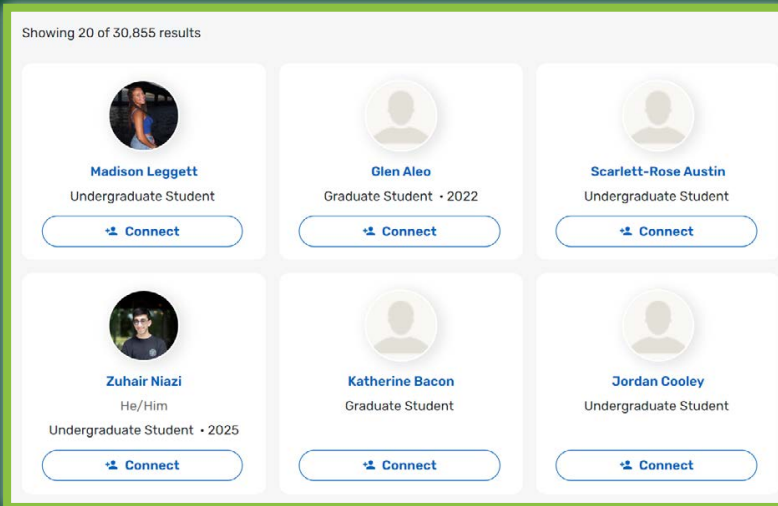 Showing 20 of 30,855 results
Madison Leggett
Undergraduate Student
Connect
Glen Aleo
Graduate Student • 2022
Connect
Scarlett-Rose Austin
Undergraduate Student
Connect
Zuhair Niazi
He/Him
Undergraduate Student • 2025
Connect
Katherine Bacon
Graduate Student
Connect
Jordan Cooley
Undergraduate Student
Connect